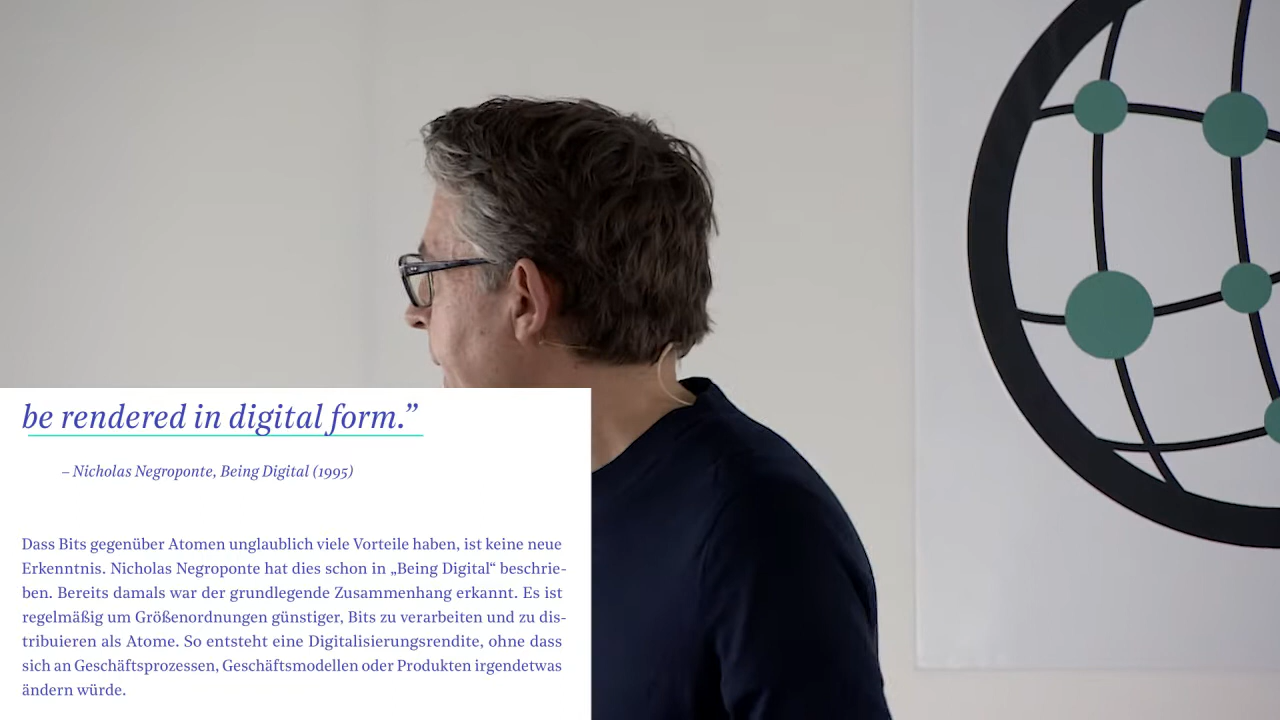 be rendered in digital form.”
– Nicholas Negroponte, Being Digital (1995)
Dass Bits gegenüber Atomen unglaublich viele Vorteile haben, ist keine neue
Erkenntnis. Nicholas Negroponte hat dies schon in „Being Digital“ beschrie-
ben. Bereits damals war der grundlegende Zusammenhang erkannt. Es ist
regelmäßig um Größenordnungen günstiger, Bits zu verarbeiten und zu dis-
tribuieren als Atome. So entsteht eine Digitalisierungsrendite, ohne dass
sich an Geschäftsprozessen, Geschäftsmodellen oder Produkten irgendetwas
ändern würde.